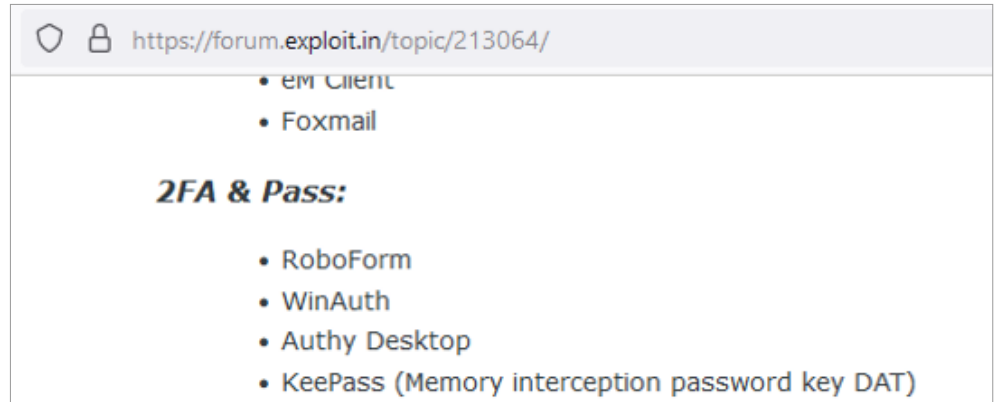 https://forum.exploit.in/topic/213064/
• eM Client
• Foxmail
2FA & Pass:
• RoboForm
• WinAuth
• Authy Desktop
• KeePass (Memory interception password key DAT)